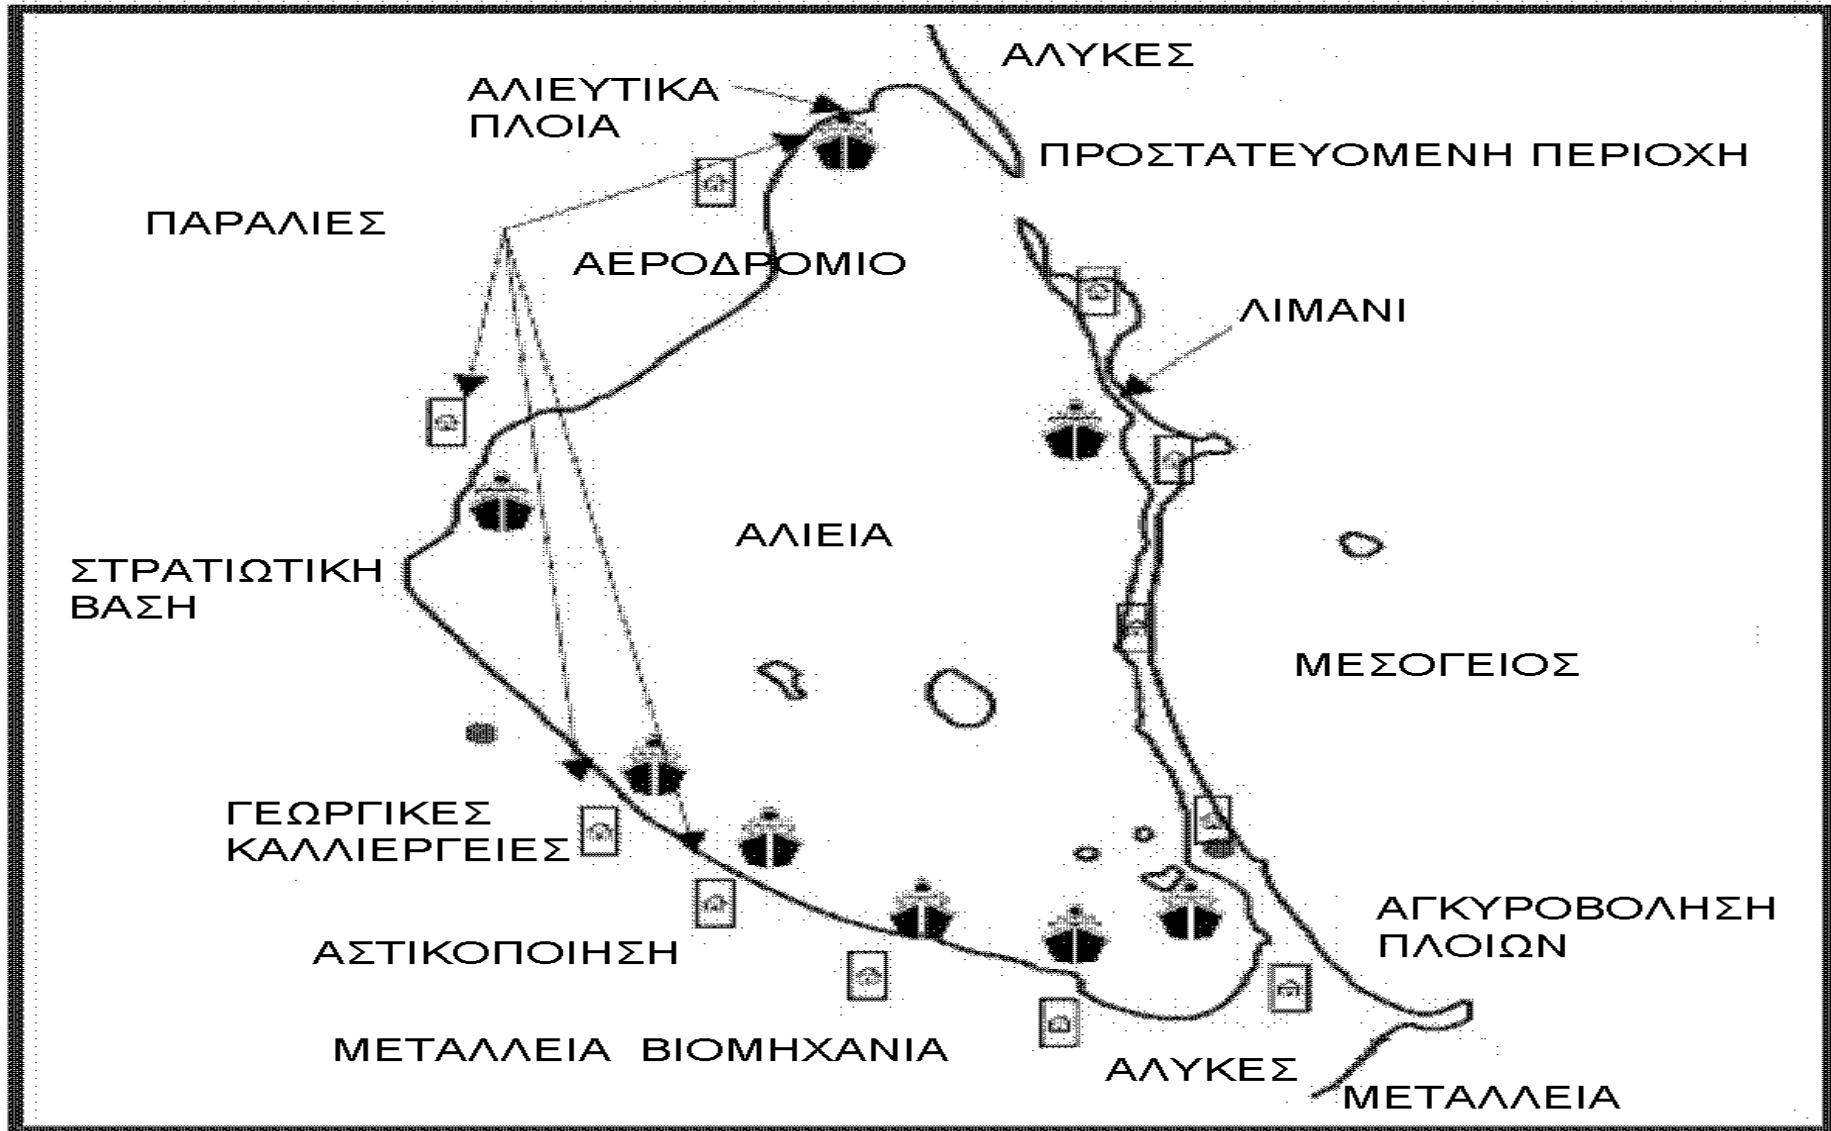 ΑΛΥΚΕΣ
ΑΛΙΕΥΤΙΚΑ
ΠΛΟΙΑ
ΠΡΟΣΤΑΤΕΥΟΜΕΝΗ ΠΕΡΙΟΧΗ
ΠΑΡΑΛΙΕΣ
ΑΕΡΟΔΡΟΜΙΟ
ΛΙΜΑΝΙ
ΑΛΙΕΙΑ
ΣΤΡΑΤΙΩΤΙΚΗ
ΒΑΣΗ
ΜΕΣΟΓΕΙΟΣ
ΓΕΩΡΓΙΚΕΣ
ΚΑΛΛΙΕΡΓΕΙΕΣ
ΑΓΚΥΡΟΒΟΛΗΣΗ
ΠΛΟΙΩΝ
ΑΣΤΙΚΟΠΟΙΗΣΗ
ΜΕΤΑΛΛΕΙΑ ΒΙΟΜΗΧΑΝΙΑ
ΑΛΥΚΕΣ
ΜΕΤΑΛΛΕΙΑ